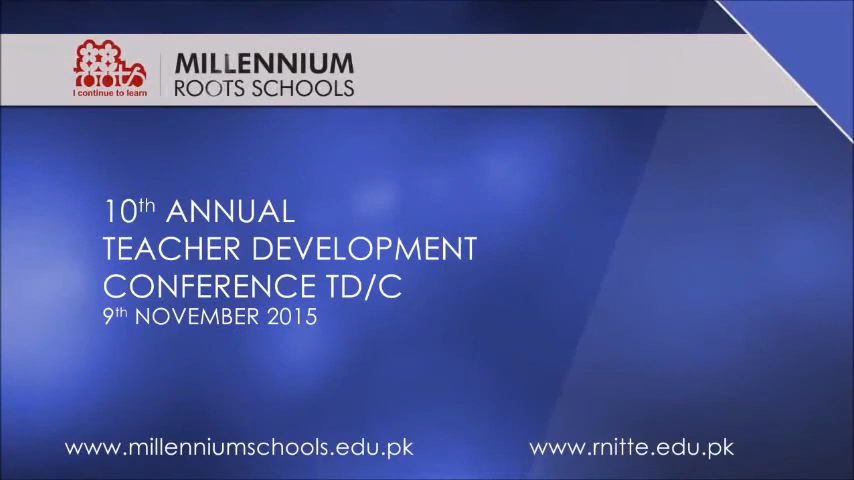 roots
I continue to learn
MILLENNIUM
ROOTS SCHOOLS
10th ANNUAL
TEACHER DEVELOPMENT
CONFERENCE TD/C
9th NOVEMBER 2015
www.millenniumschools.edu.pk
www.rnitte.edu.pk